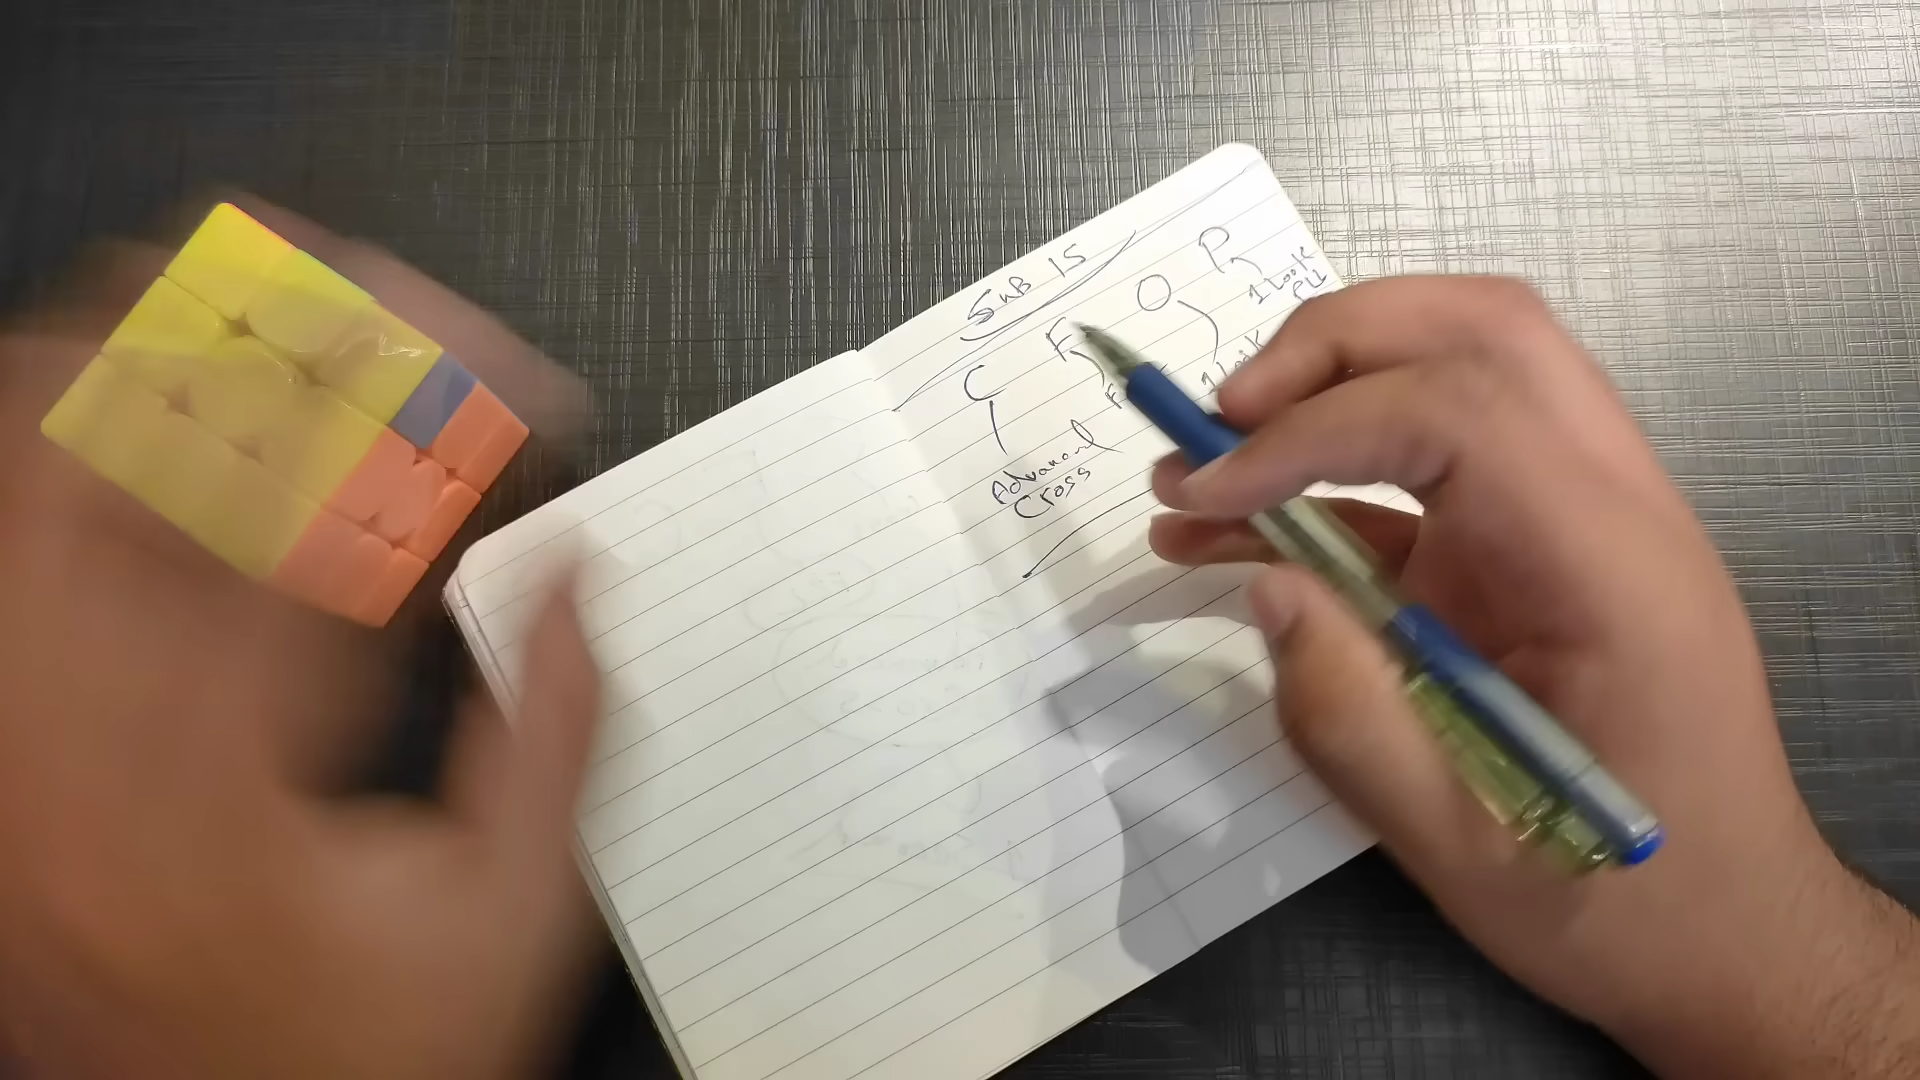 SUB 15
C F O P
Advanced
Cross
1 Look
1 Look
PLL